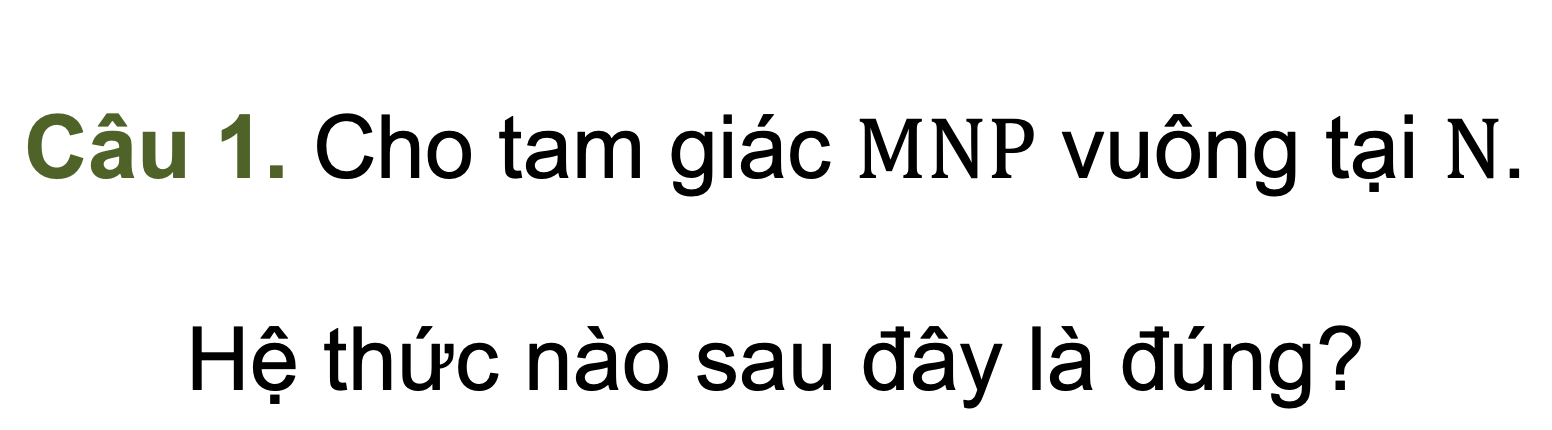 Câu 1. Cho tam giác MNP vuông tại N.
Hệ thức nào sau đây là đúng?